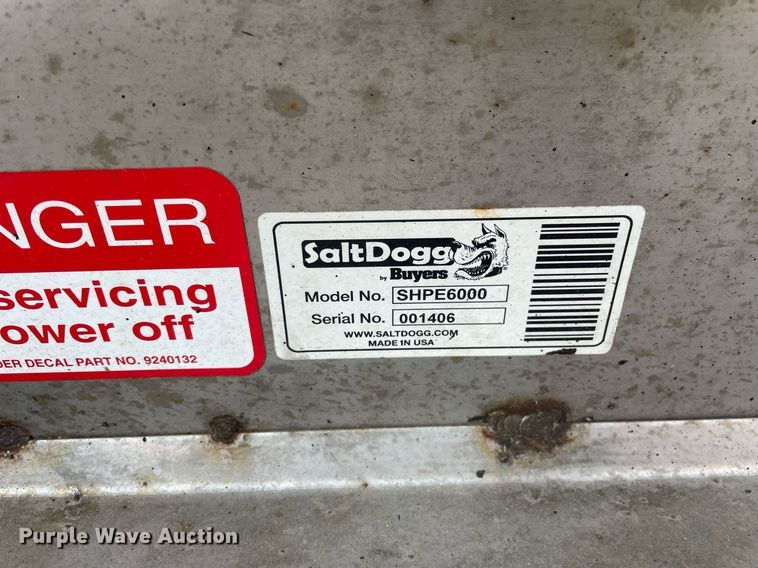 NGER
servicing
ower off
DER DECAL PART NO. 9240132
SaltDogg
by Buyers
Model No. SHPE6000
Serial No. 001406
WWW.SALTDOGG.COM
MADE IN USA
Purple Wave Auction